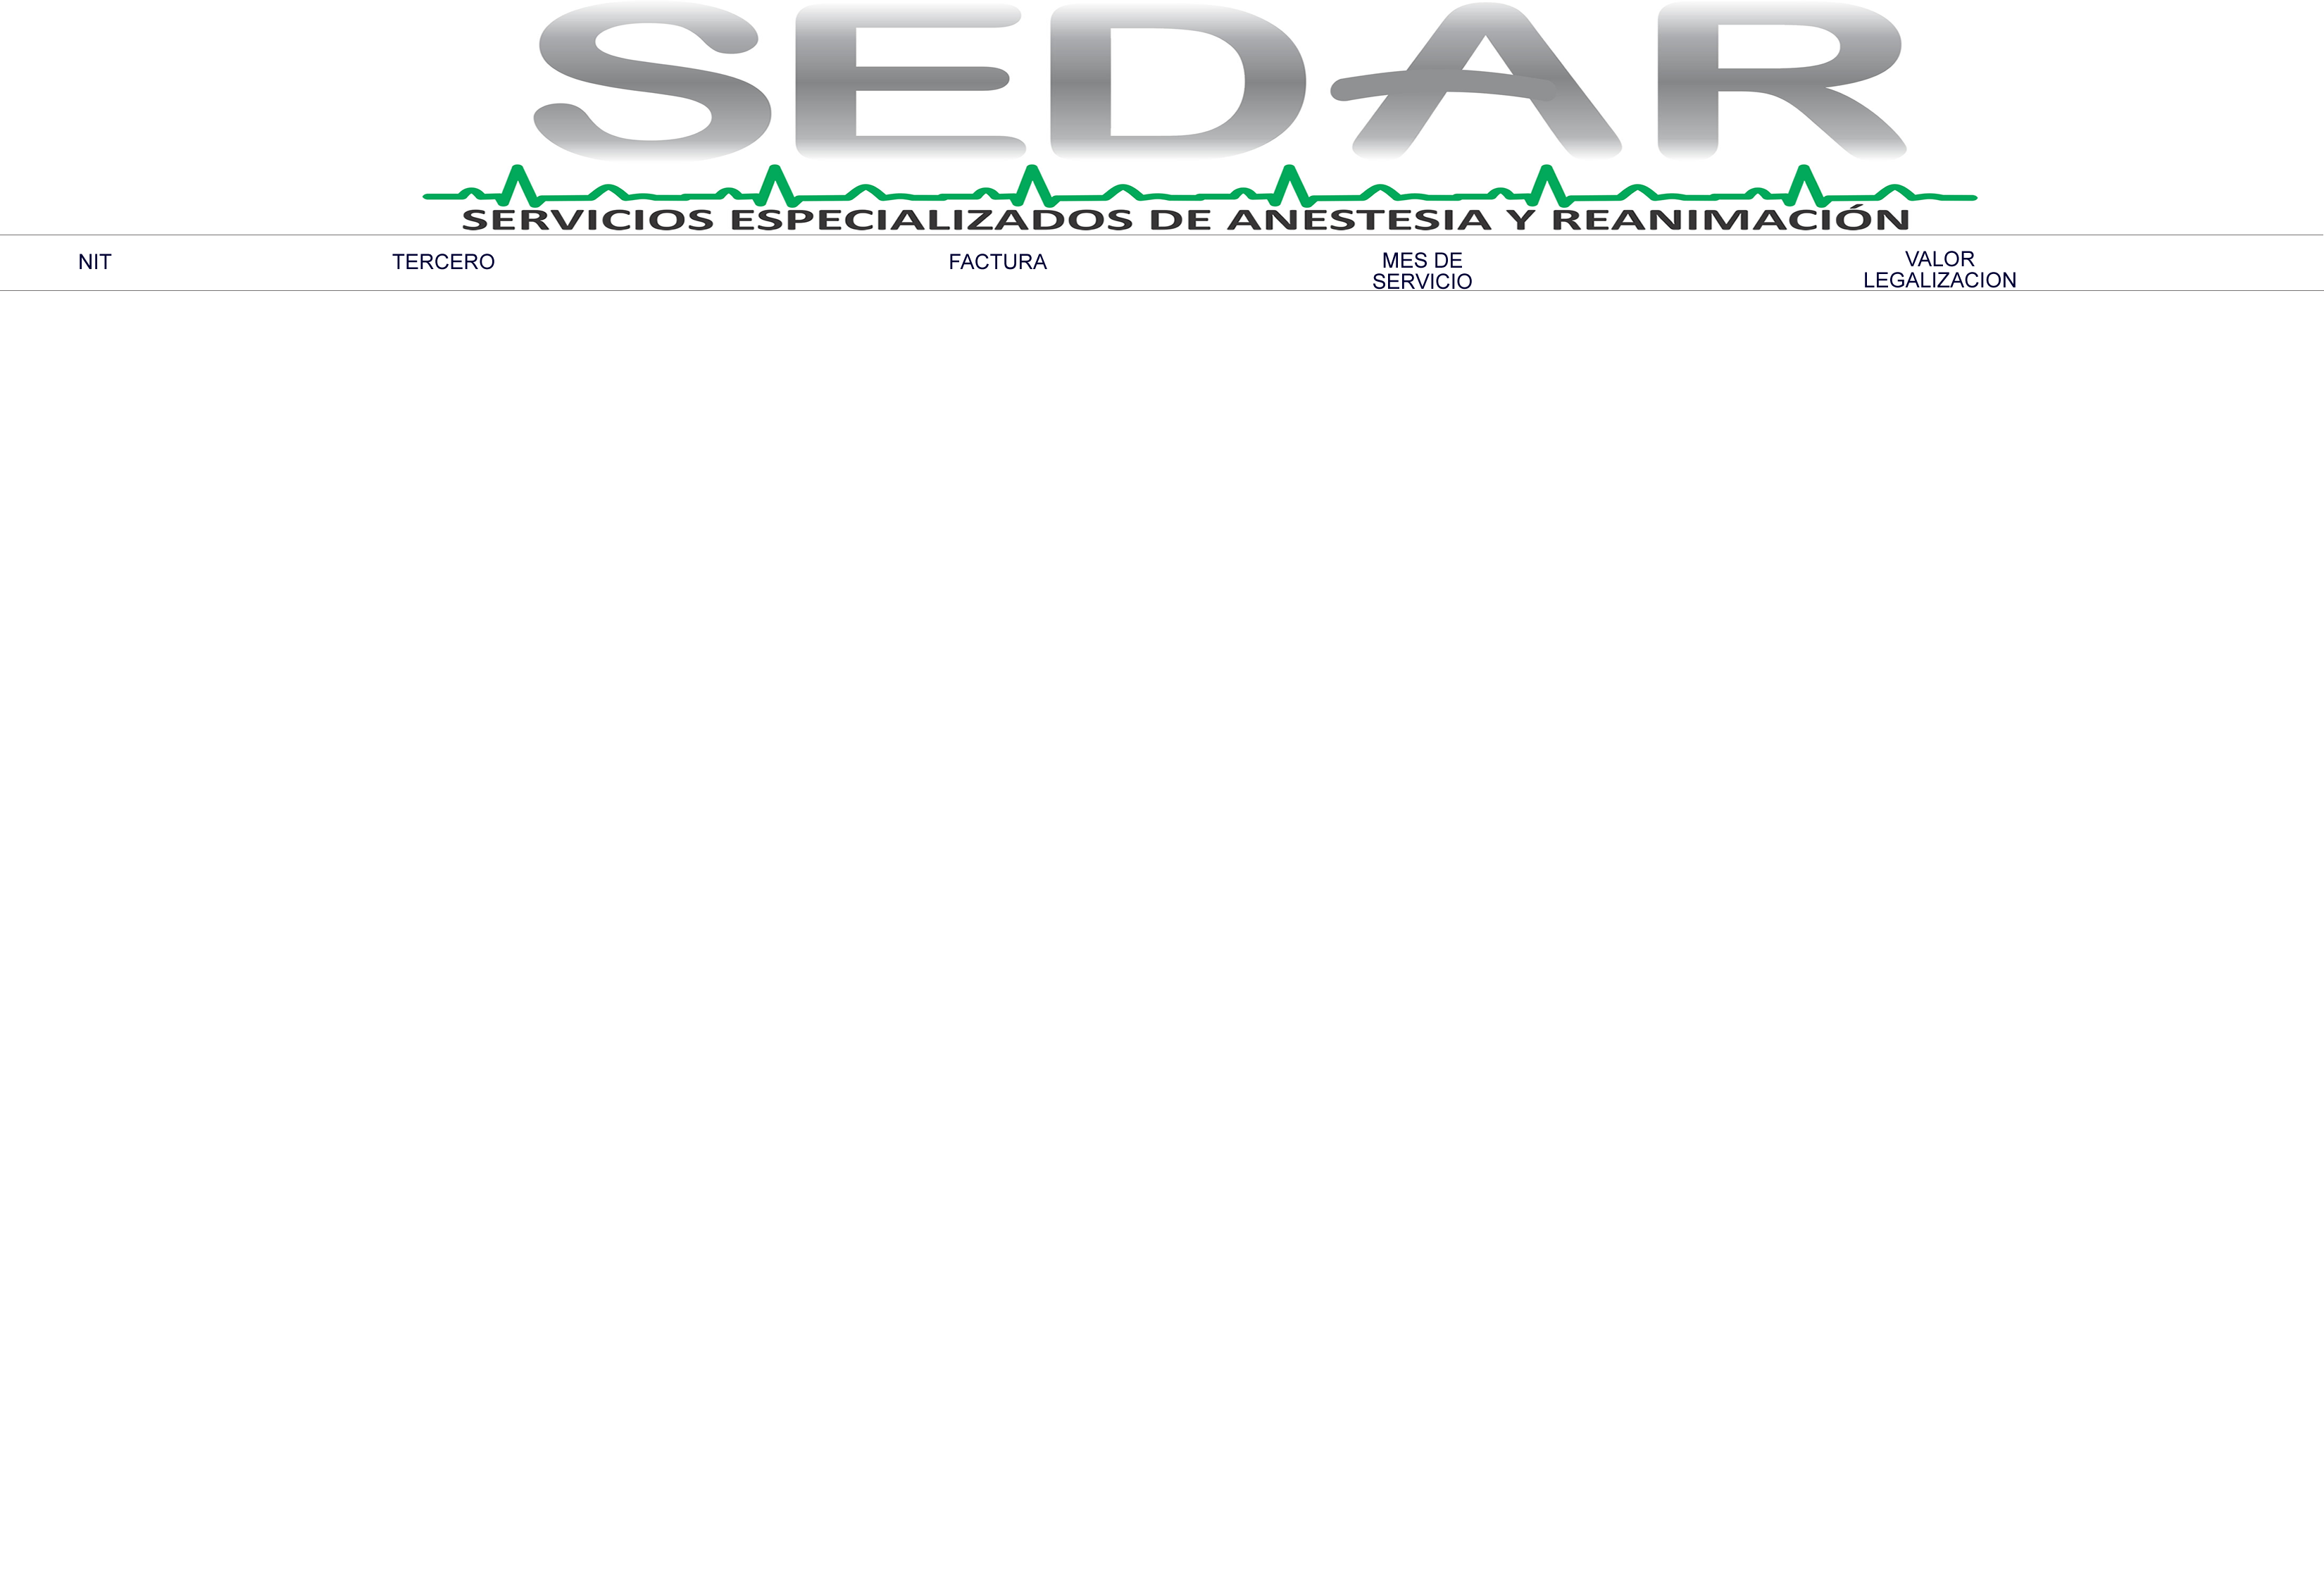 SEDAR
SERVICIOS ESPECIALIZADOS DE ANESTESIA Y REANIMACIÓN
NIT TERCERO FACTURA MES DE SERVICIO VALOR LEGALIZACION